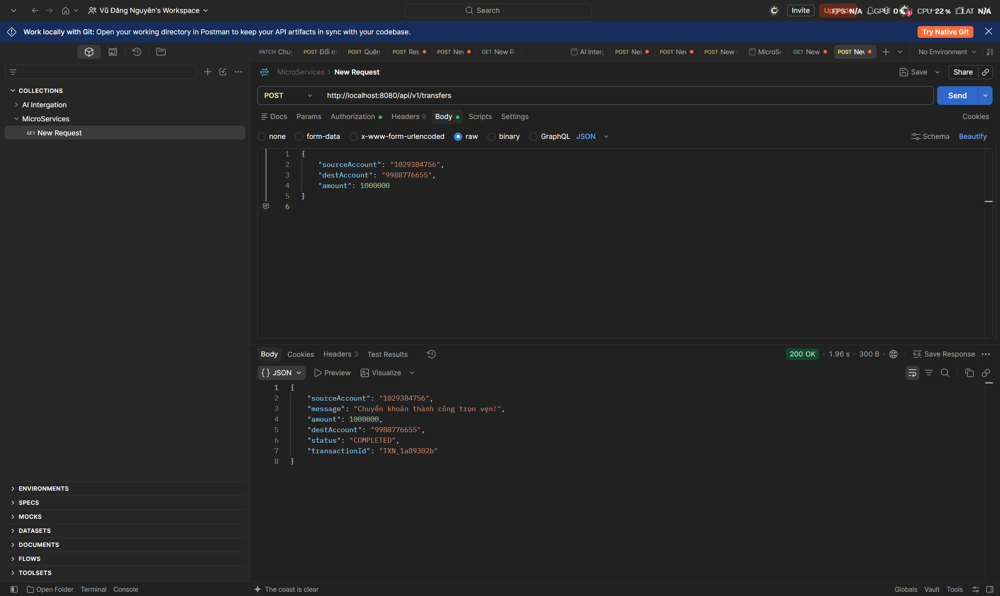 Vũ Đăng Nguyên's Workspace
Search
Invite
FPS N/A GPU 0% CPU 22% LAT N/A
Work locally with Git: Open your working directory in Postman to keep your API artifacts in sync with your codebase.
Try Native Git
PATCH Chuy
POST Đổi m
POST Quên
POST Res
POST Nev
GET New Re
AI Interg
POST Nev
POST Nev
POST New
MicroSe
GET New
POST Nev
No Environment
HTTP MicroServices > New Request
Save
Share
COLLECTIONS
AI Intergation
MicroServices
GET New Request
POST
http://localhost:8080/api/v1/transfers
Send
Docs Params Authorization Headers 9 Body Scripts Settings
Cookies
none form-data x-www-form-urlencoded raw binary GraphQL JSON
Schema Beautify
1 {
2 "sourceAccount": "1029384756",
3 "destAccount": "9988776655",
4 "amount": 1000000
5 }
6
Body Cookies Headers 3 Test Results
200 OK • 1.96 s • 300 B
e.g. Save Response
{} JSON Preview Visualize
1 {
2 "sourceAccount": "1029384756",
3 "message": "Chuyển khoản thành công trọn vẹn!",
4 "amount": 1000000,
5 "destAccount": "9988776655",
6 "status": "COMPLETED",
7 "transactionId": "TXN_1a89302b"
8 }
ENVIRONMENTS
SPECS
MOCKS
DATASETS
DOCUMENTS
FLOWS
TOOLSETS
Open Folder Terminal Console
The coast is clear
Globals Vault Tools